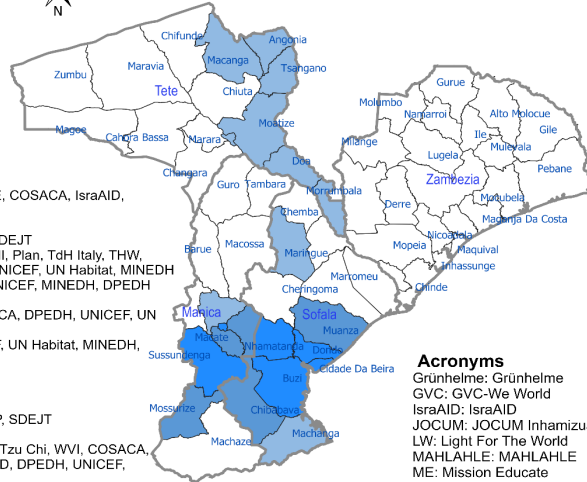 N
Chifunde
Angonia
Macanga
Tsangano
Zumbu
Maravia
Tete
Chiuta
Gurue
Molumbo
Namarroi
Alto Molocue
Moatize
Magoe
Cahora Bassa
Marara
Milange
Ile
Gile
Mulevala
Lugela
Doa
Pebane
Changara
Zambezia
Guro
Tambara
Morrumbala
E, COSACA, IsraAID,
Derre
Mocubela
Chemba
Maganja Da Costa
DEJT
Nicoadala
Barue
Macossa
Maringue
Mopeia
Maquival
I, Plan, TdH Italy, THW,
Inhassunge
NICEF, UN Habitat, MINEDH
Marromeu
NICEF, MINEDH, DPEDH
Cheringoma
Chinde
Manica
Sofala
CA, DPEDH, UNICEF, UN
Muanza
Macate
Nhamatanda
F, UN Habitat, MINEDH,
Dondo
Sussundenga
Cidade Da Beira
Buzi
Acronyms
Grünhelme: Grünhelme
GVC: GVC-We World
IsraAID: IsraAID
JOCUM: JOCUM Inhamizua
LW: Light For The World
MAHLAHLE: MAHLAHLE
ME: Mission Educate
Mossurize
Chibabava
P, SDEJT
Machaze
Machanga
Tzu Chi, WVI, COSACA,
D, DPEDH, UNICEF,